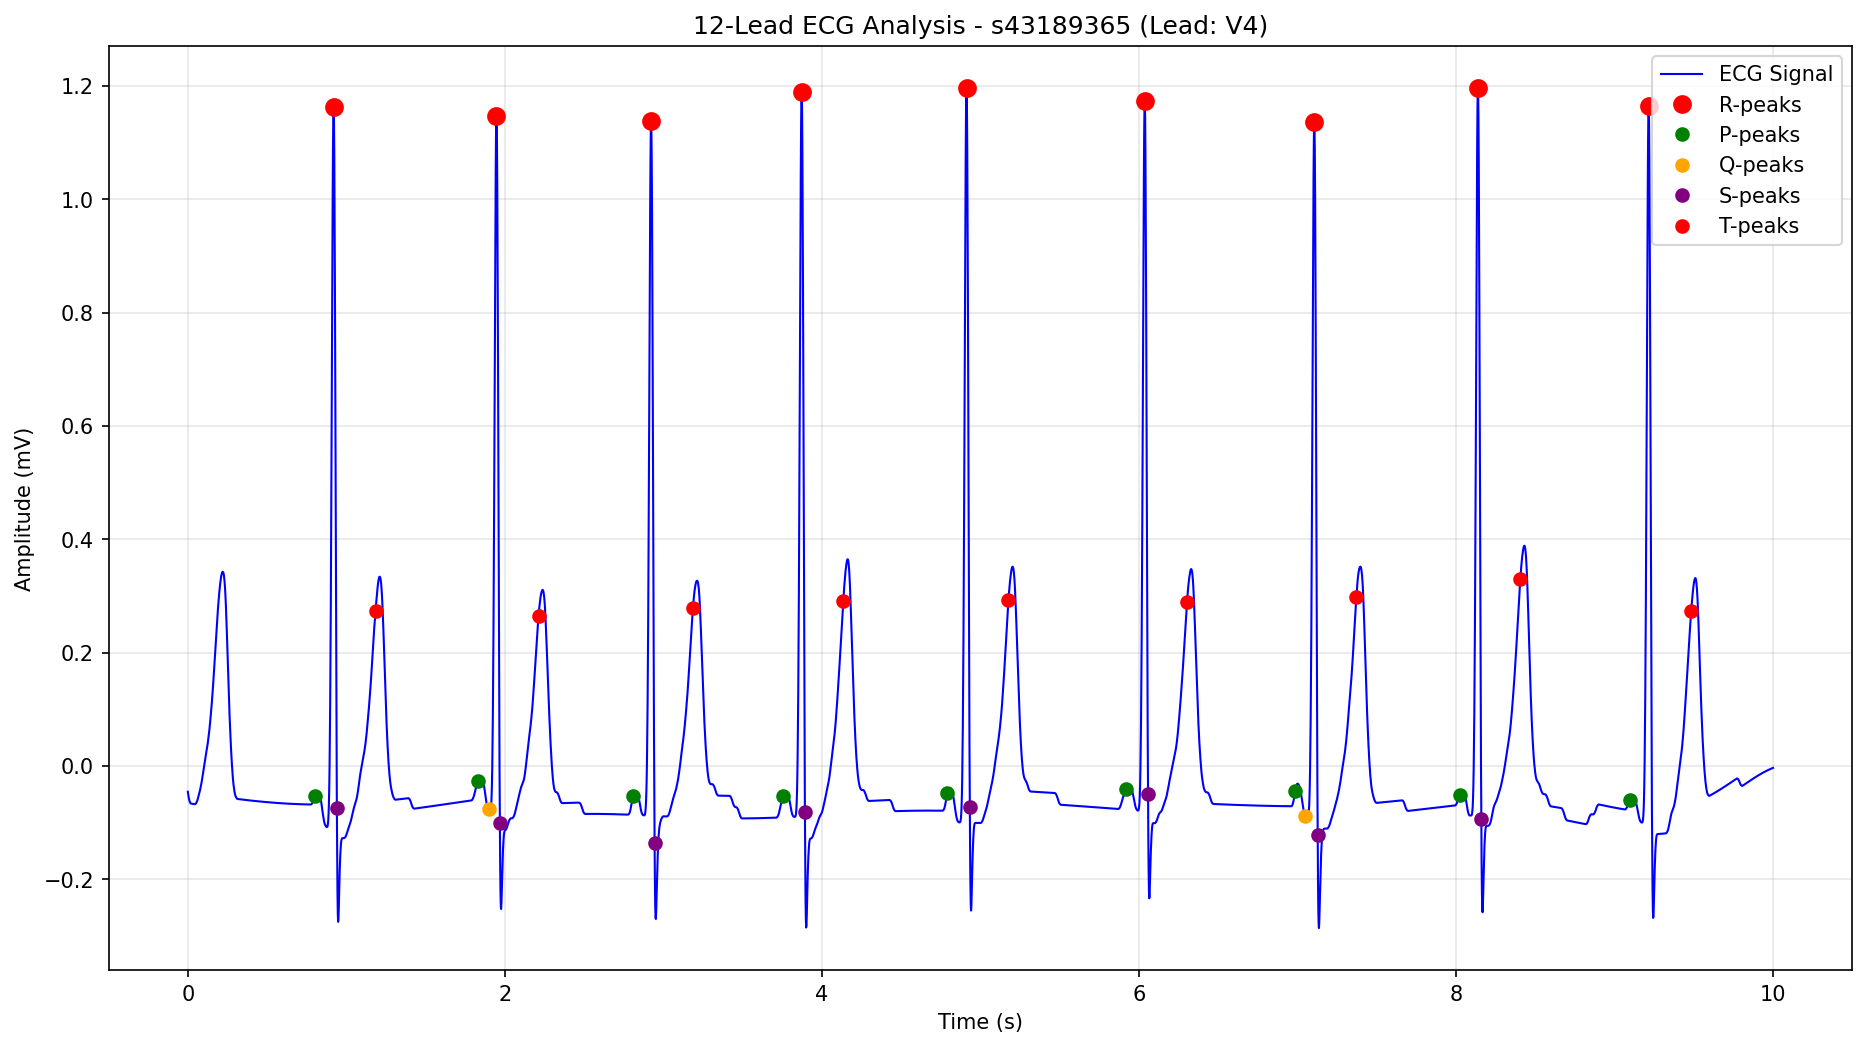 12-Lead ECG Analysis - s43189365 (Lead: V4)
ECG Signal
R-peaks
P-peaks
Q-peaks
S-peaks
T-peaks
1.2
1.0
0.8
0.6
0.4
0.2
0.0
−0.2
Amplitude (mV)
0 2 4 6 8 10
Time (s)